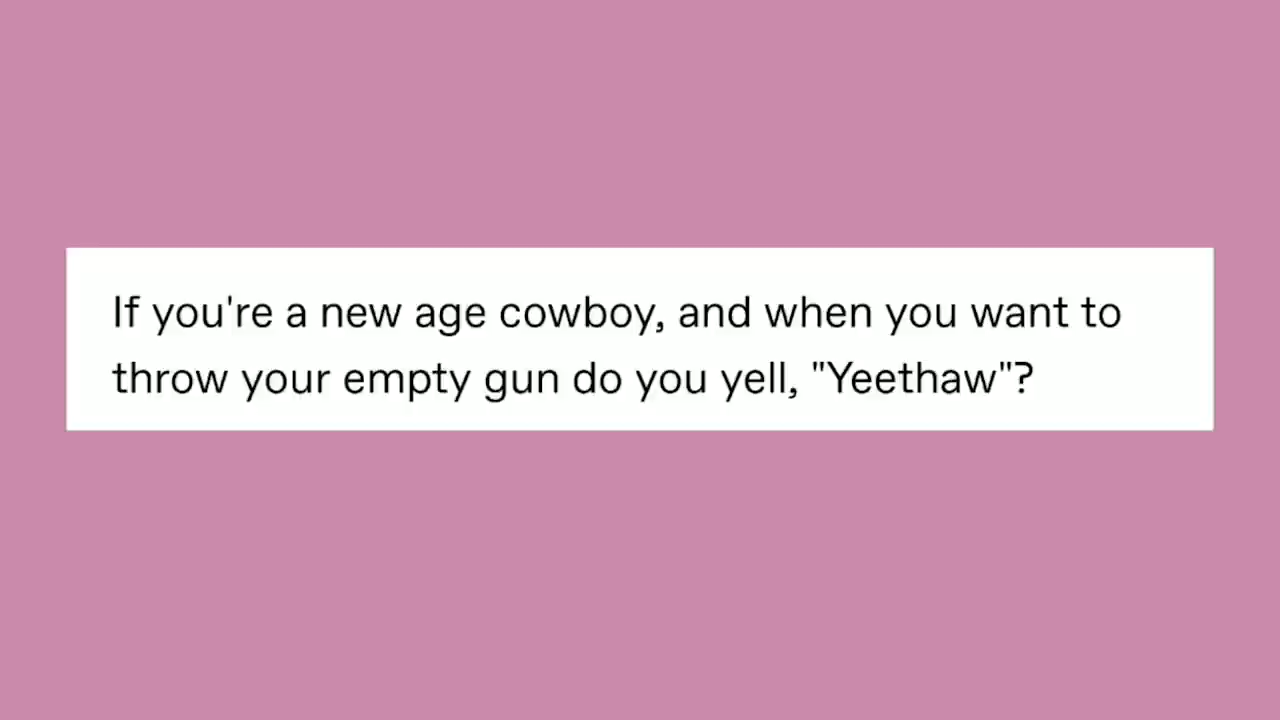 If you're a new age cowboy, and when you want to
throw your empty gun do you yell, "Yeethaw"?